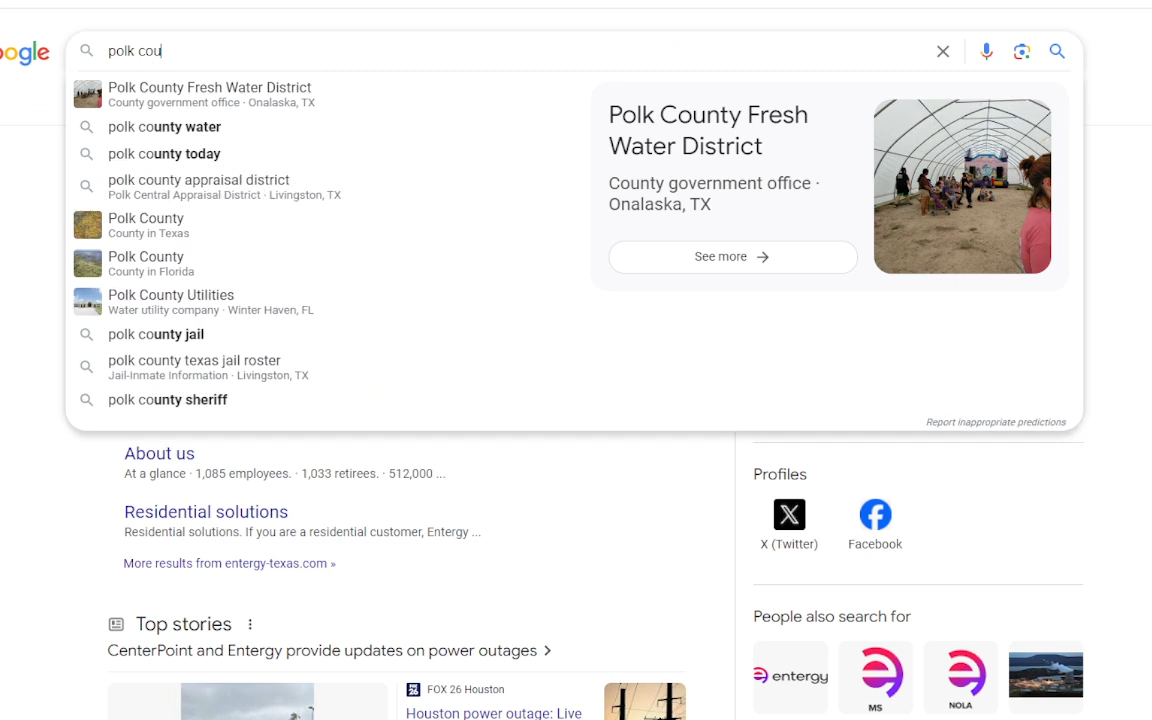 ogle
polk cou
Polk County Fresh Water District
County government office · Onalaska, TX
polk county water
polk county today
polk county appraisal district
Polk Central Appraisal District · Livingston, TX
Polk County
County in Texas
Polk County
County in Florida
Polk County Utilities
Water utility company · Winter Haven, FL
polk county jail
polk county texas jail roster
Jail-Inmate Information · Livingston, TX
polk county sheriff
Polk County Fresh
Water District
County government office ·
Onalaska, TX
See more →
Report inappropriate predictions
About us
At a glance · 1,085 employees. · 1,033 retirees. · 512,000 ...
Residential solutions
Residential solutions. If you are a residential customer, Entergy ...
More results from entergy-texas.com »
Top stories
CenterPoint and Entergy provide updates on power outages >
FOX 26 Houston
Houston power outage: Live
Profiles
X (Twitter)
Facebook
People also search for
entergy
MS
NOLA